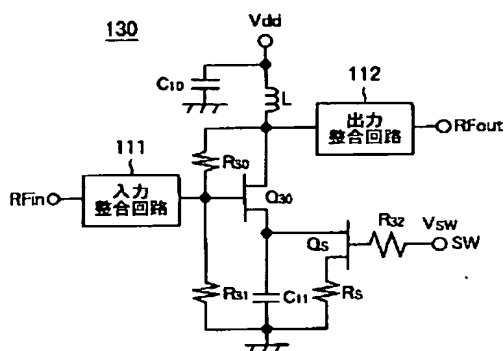 130
Vdd
C10
L
112
出力
整合回路
RFout
111
R30
RFin
入力
整合回路
Q30
QS
R32
VSW
SW
R31
C11
RS